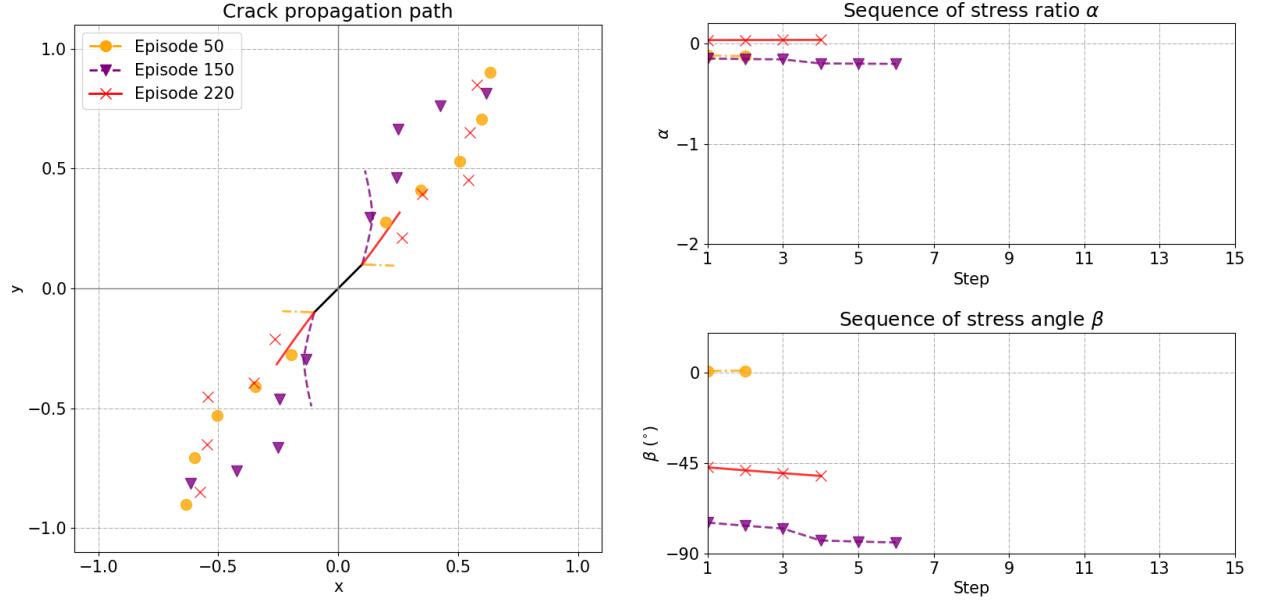 Crack propagation path
1.0
0.5
0.0
−0.5
−1.0
y
Episode 50
Episode 150
Episode 220
−1.0
−0.5
0.0
0.5
1.0
x
Sequence of stress ratio α
0
−1
−2
α
1
3
5
7
9
11
13
15
Step
Sequence of stress angle β
0
−45
−90
β (°)
1
3
5
7
9
11
13
15
Step